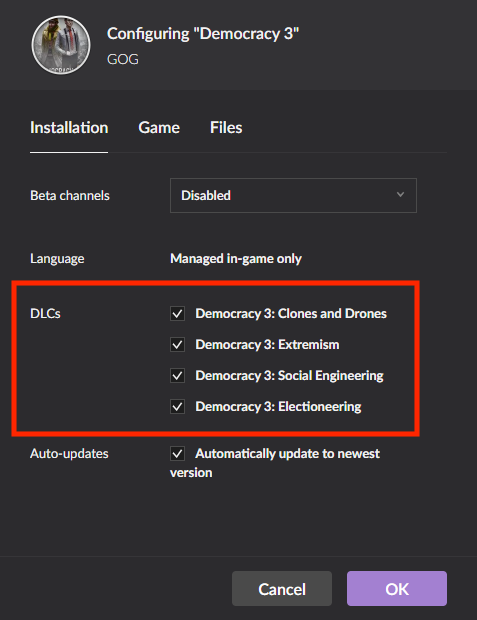 Configuring "Democracy 3"
GOG
Installation Game Files
Beta channels Disabled
Language Managed in-game only
DLCs Democracy 3: Clones and Drones
Democracy 3: Extremism
Democracy 3: Social Engineering
Democracy 3: Electioneering
Auto-updates Automatically update to newest
version
Cancel OK